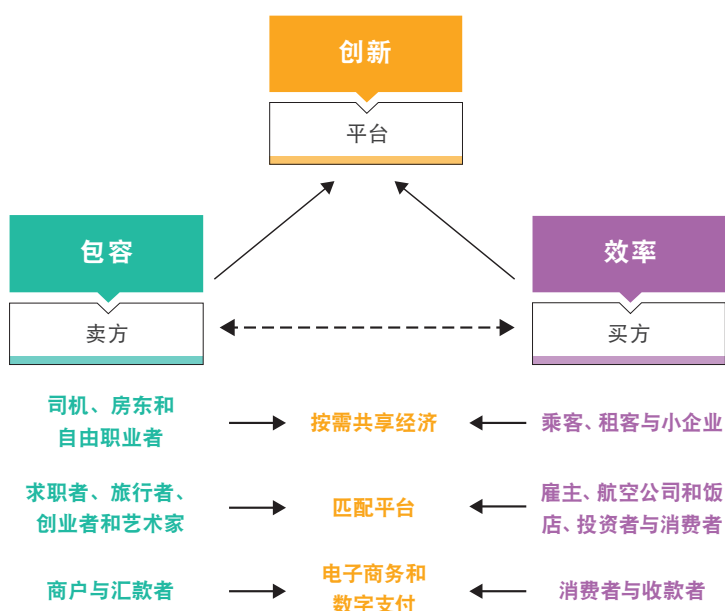 创新
平台
包容
效率
卖方
买方
司机、房东和
自由职业者
按需共享经济
乘客、租客与小企业
求职者、旅行者、
创业者和艺术家
匹配平台
雇主、航空公司和饭
店、投资者与消费者
商户与汇款者
电子商务和
数字支付
消费者与收款者